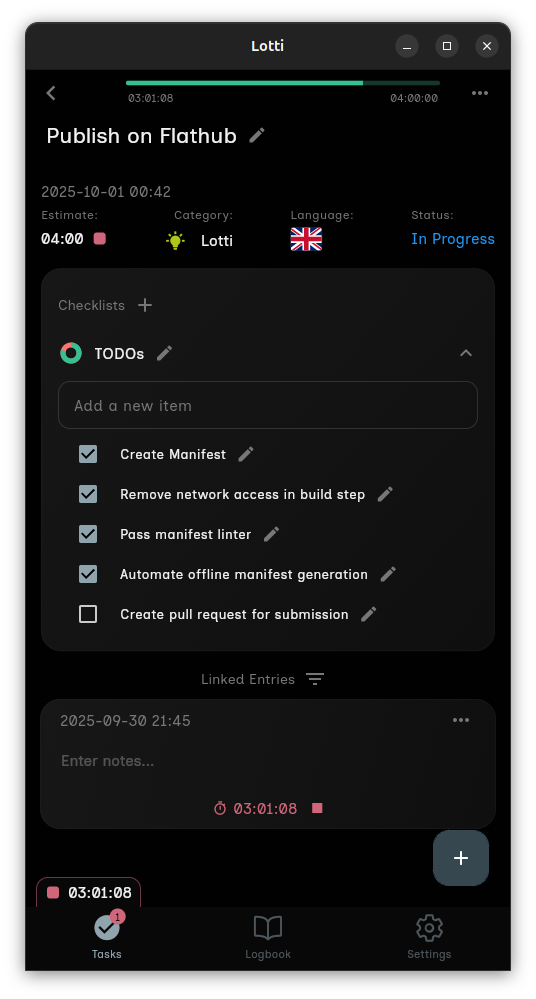 Lotti
03:01:08 04:00:00
Publish on Flathub
2025-10-01 00:42
Estimate: Category: Language: Status:
04:00 Lotti In Progress
Checklists
TODOs
Add a new item
Create Manifest
Remove network access in build step
Pass manifest linter
Automate offline manifest generation
Create pull request for submission
Linked Entries
2025-09-30 21:45
Enter notes...
03:01:08
03:01:08
1
Tasks Logbook Settings